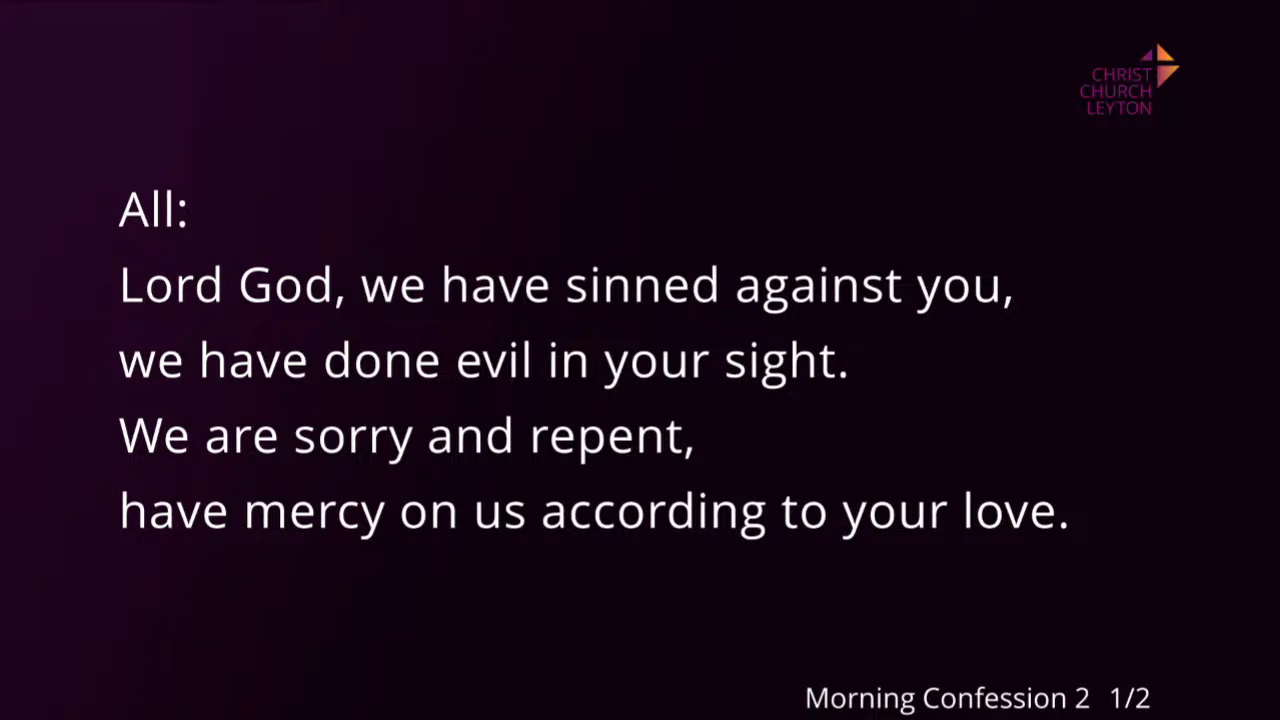 CHRIST
CHURCH
LEYTON
All:
Lord God, we have sinned against you,
we have done evil in your sight.
We are sorry and repent,
have mercy on us according to your love.
Morning Confession 2 1/2